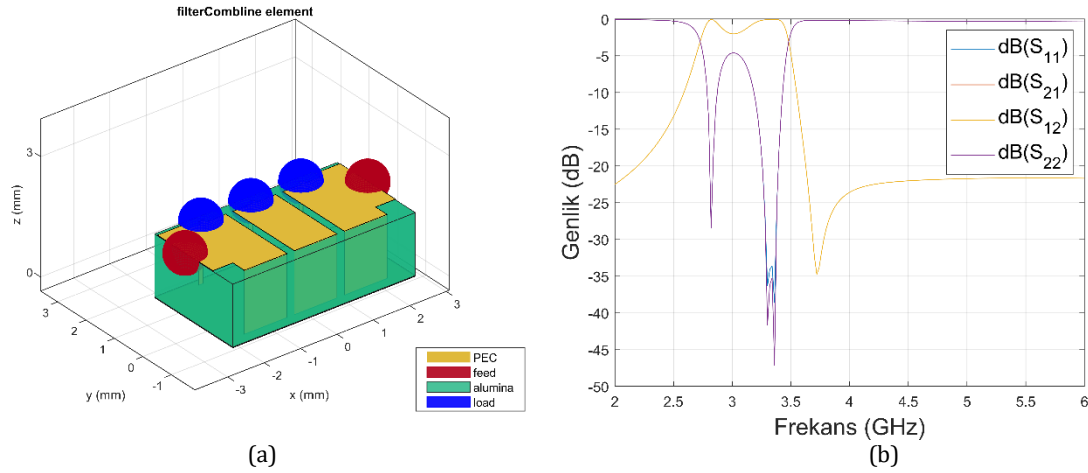 filterCombline element
z (mm)
3
0
3
2
1
0
-1
y (mm)
-3
-2
-1
0
1
2
3
x (mm)
PEC
feed
alumina
load
(a)
0
-5
-10
-15
-20
-25
-30
-35
-40
-45
-50
Genlik (dB)
2
2.5
3
3.5
4
4.5
5
5.5
6
Frekans (GHz)
dB(S₁₁)
dB(S₂₁)
dB(S₁₂)
dB(S₂₂)
(b)